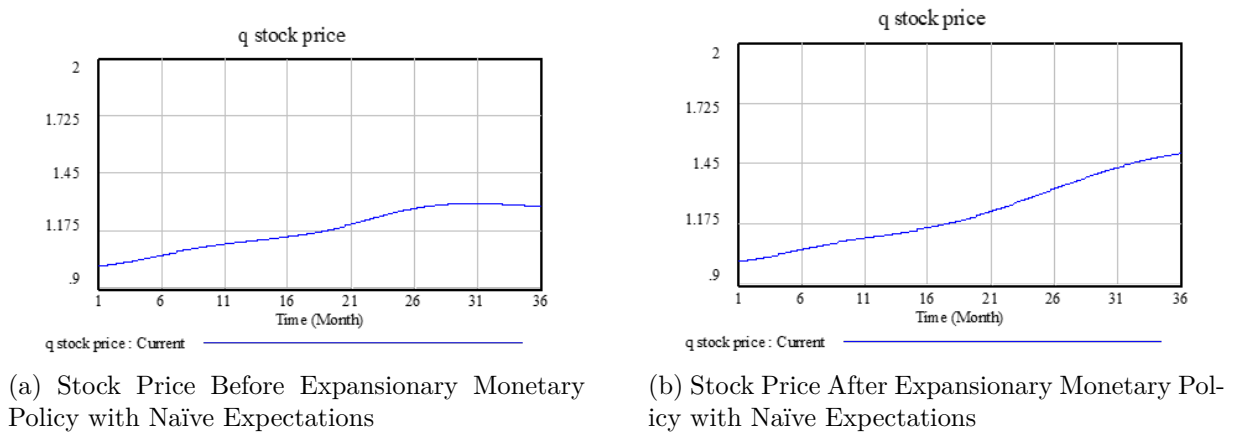 q stock price
2
1.725
1.45
1.175
.9
1 6 11 16 21 26 31 36
Time (Month)
q stock price : Current
(a) Stock Price Before Expansionary Monetary
Policy with Naïve Expectations
q stock price
2
1.725
1.45
1.175
.9
1 6 11 16 21 26 31 36
Time (Month)
q stock price : Current
(b) Stock Price After Expansionary Monetary Pol-
icy with Naïve Expectations